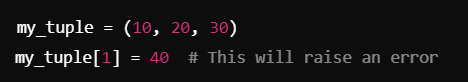 my_tuple = (10, 20, 30)
my_tuple[1] = 40  # This will raise an error